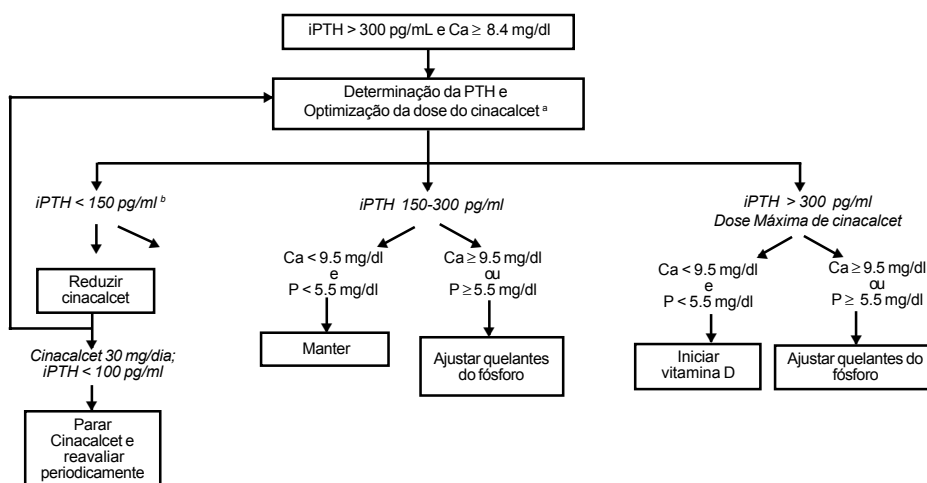 iPTH > 300 pg/mL e Ca ≥ 8.4 mg/dl
Determinação da PTH e
Optimização da dose do cinacalcet ª
iPTH < 150 pg/ml ᵇ
Reduzir
cinacalcet
Cinacalcet 30 mg/dia;
iPTH < 100 pg/ml
Parar
Cinacalcet e
reavaliar
periodicamente
iPTH 150-300 pg/ml
Ca < 9.5 mg/dl
e
P < 5.5 mg/dl
Manter
Ca ≥ 9.5 mg/dl
ou
P ≥ 5.5 mg/dl
Ajustar quelantes
do fósforo
iPTH > 300 pg/ml
Dose Máxima de cinacalcet
Ca < 9.5 mg/dl
e
P < 5.5 mg/dl
Iniciar
vitamina D
Ca ≥ 9.5 mg/dl
ou
P ≥ 5.5 mg/dl
Ajustar quelantes do
fósforo